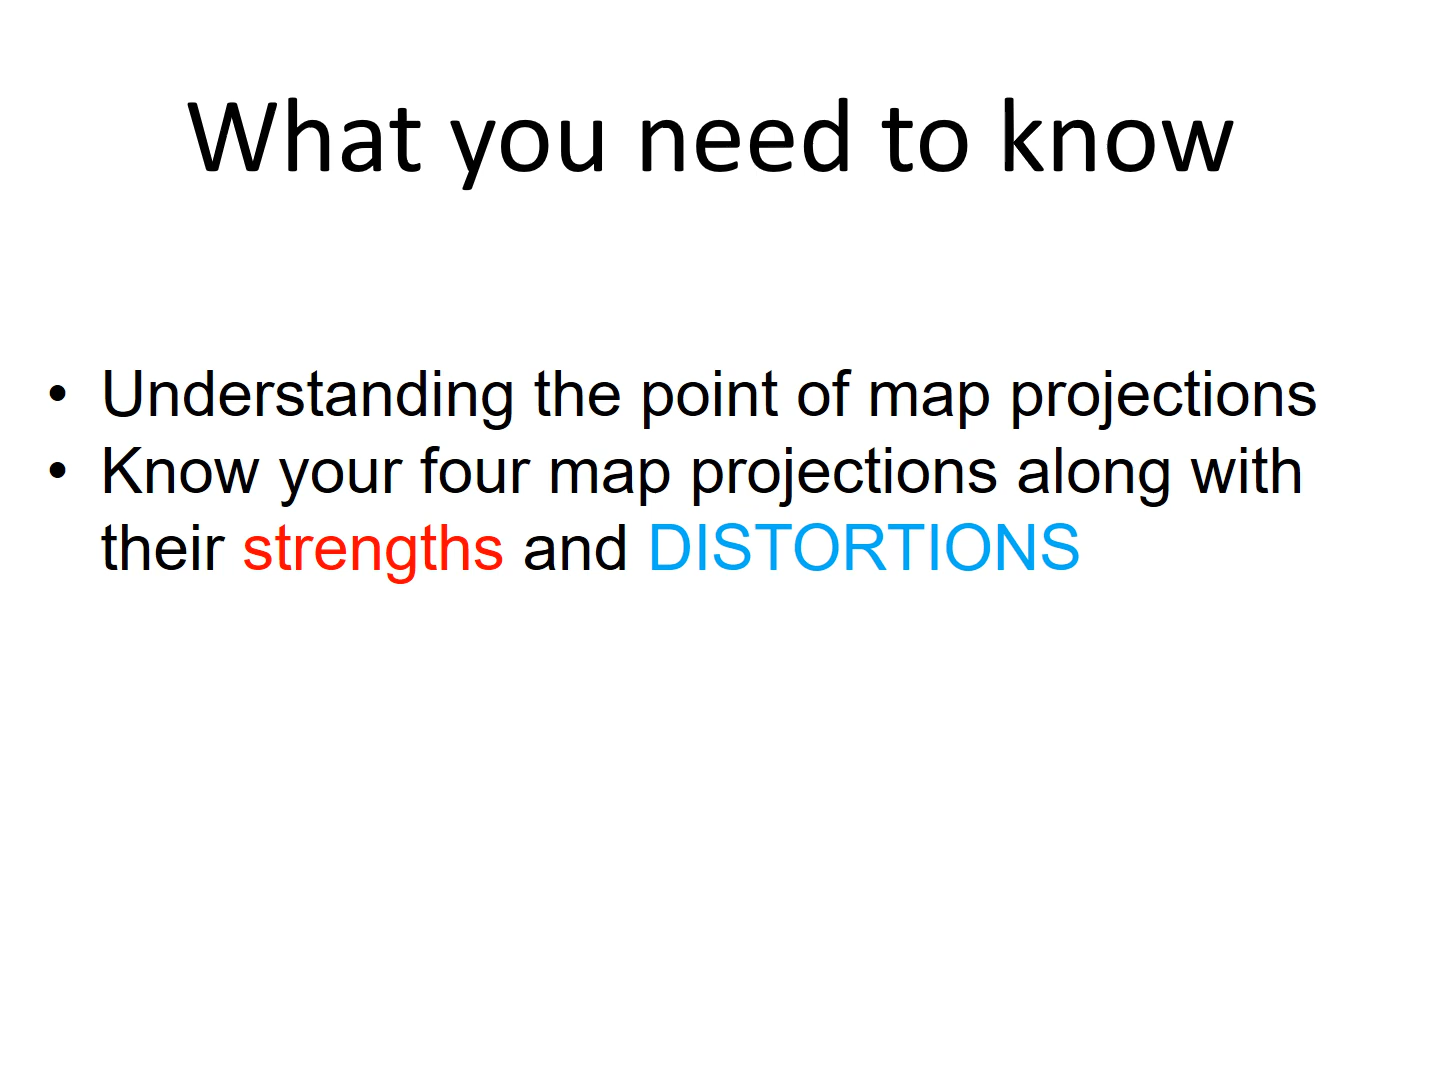 What you need to know
• Understanding the point of map projections
• Know your four map projections along with
their strengths and DISTORTIONS